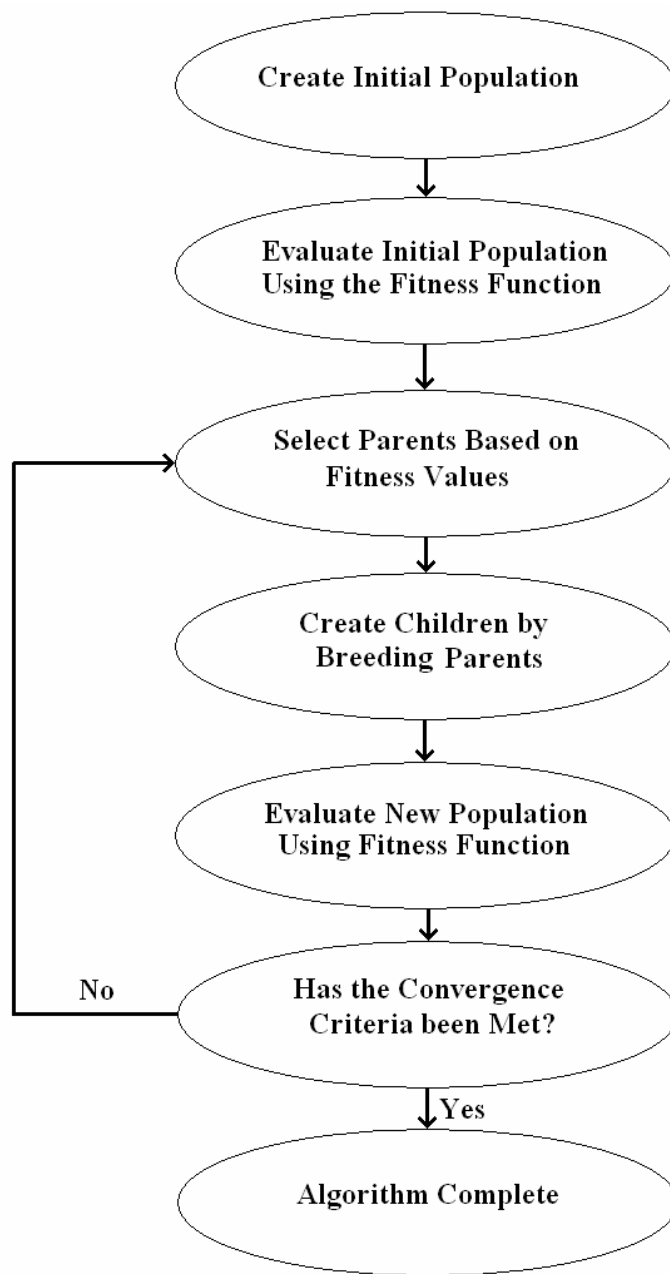 Create Initial Population
Evaluate Initial Population
Using the Fitness Function
Select Parents Based on
Fitness Values
Create Children by
Breeding Parents
Evaluate New Population
Using Fitness Function
Has the Convergence
Criteria been Met?
No
Yes
Algorithm Complete